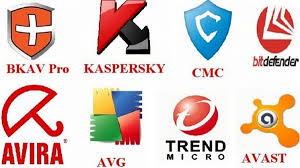 BKAV Pro
KASPERSKY
CMC
bitdefender
AVIRA
AVG
TREND
MICRO
AVAST